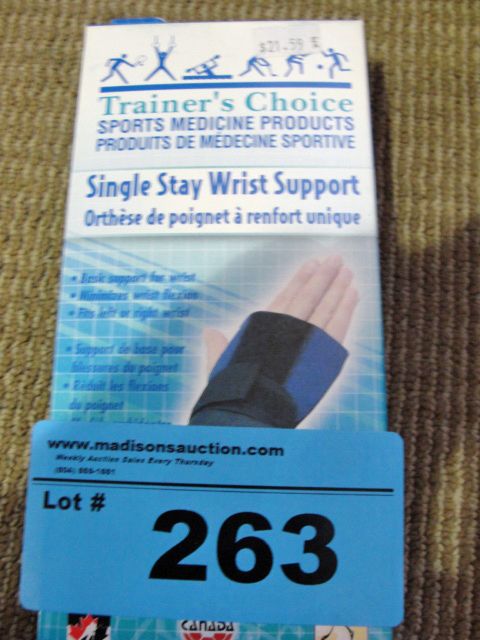 $21.59
Trainer's Choice
SPORTS MEDICINE PRODUCTS
PRODUITS DE MÉDECINE SPORTIVE
Single Stay Wrist Support
Orthèse de poignet à renfort unique
• Basic support for wrist
• Minimizes wrist flexion
• Fits left or right wrist
• Support de base pour
blessures du poignet
• Réduit les flexions
du poignet
www.madisonsauction.com
Weekly Auction Sales Every Thursday
Lot #
263
CANADA